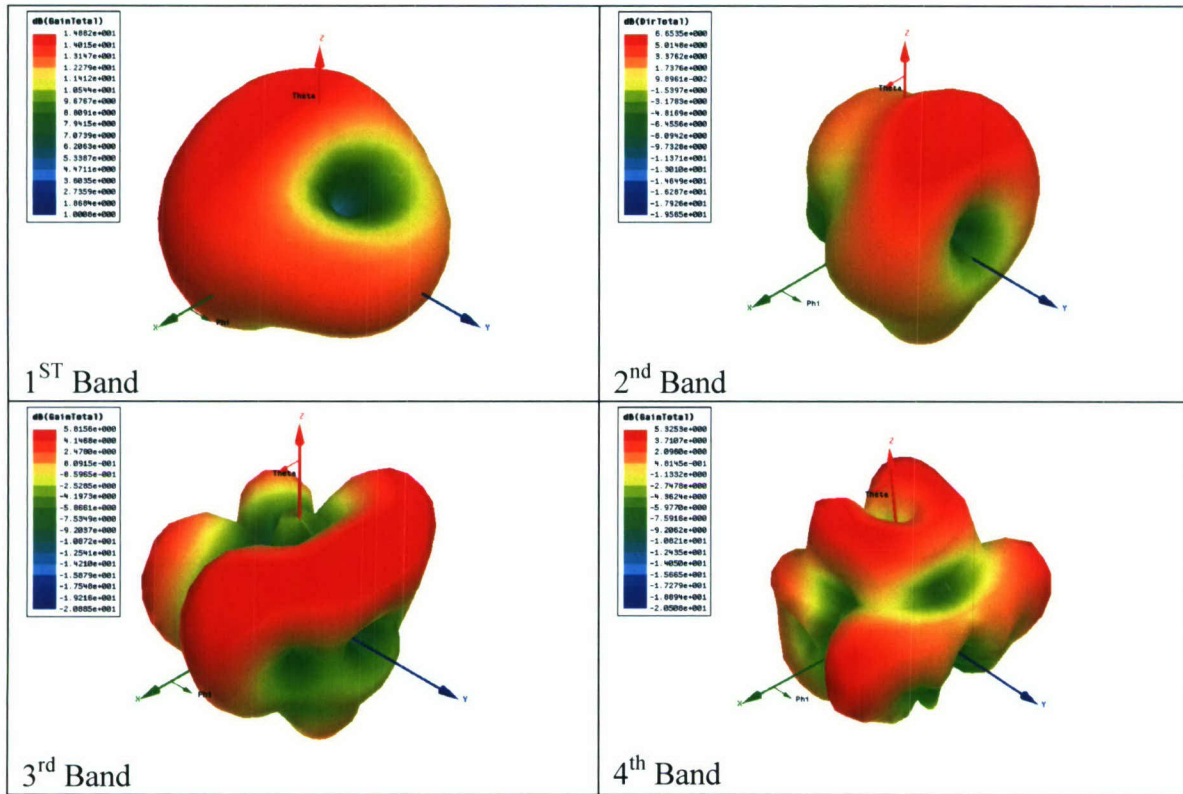 dB(GainTotal)
1.4882e+001
1.4015e+001
1.3147e+001
1.2279e+001
1.1412e+001
1.0544e+001
9.6767e+000
8.8091e+000
7.9415e+000
7.0739e+000
6.2063e+000
5.3387e+000
4.4711e+000
3.6035e+000
2.7359e+000
1.8684e+000
1.0008e+000
Z
Theta
X
Phi
Y
1ST Band
dB(DirTotal)
6.6535e+000
5.0148e+000
3.3762e+000
1.7376e+000
9.8961e-002
-1.5397e+000
-3.1783e+000
-4.8169e+000
-6.4556e+000
-8.0942e+000
-9.7328e+000
-1.1371e+001
-1.3010e+001
-1.4649e+001
-1.6287e+001
-1.7926e+001
-1.9565e+001
Z
Theta
X
Phi
Y
2nd Band
dB(GainTotal)
5.8156e+000
4.1468e+000
2.4780e+000
8.0915e-001
-8.5965e-001
-2.5285e+000
-4.1973e+000
-5.8661e+000
-7.5349e+000
-9.2037e+000
-1.0872e+001
-1.2541e+001
-1.4210e+001
-1.5879e+001
-1.7548e+001
-1.9216e+001
-2.0885e+001
Z
Theta
X
Phi
Y
3rd Band
dB(GainTotal)
5.3253e+000
3.7107e+000
2.0960e+000
4.8145e-001
-1.1332e+000
-2.7478e+000
-4.3624e+000
-5.9770e+000
-7.5916e+000
-9.2062e+000
-1.0821e+001
-1.2435e+001
-1.4050e+001
-1.5665e+001
-1.7279e+001
-1.8894e+001
-2.0508e+001
Z
Theta
X
Phi
Y
4th Band